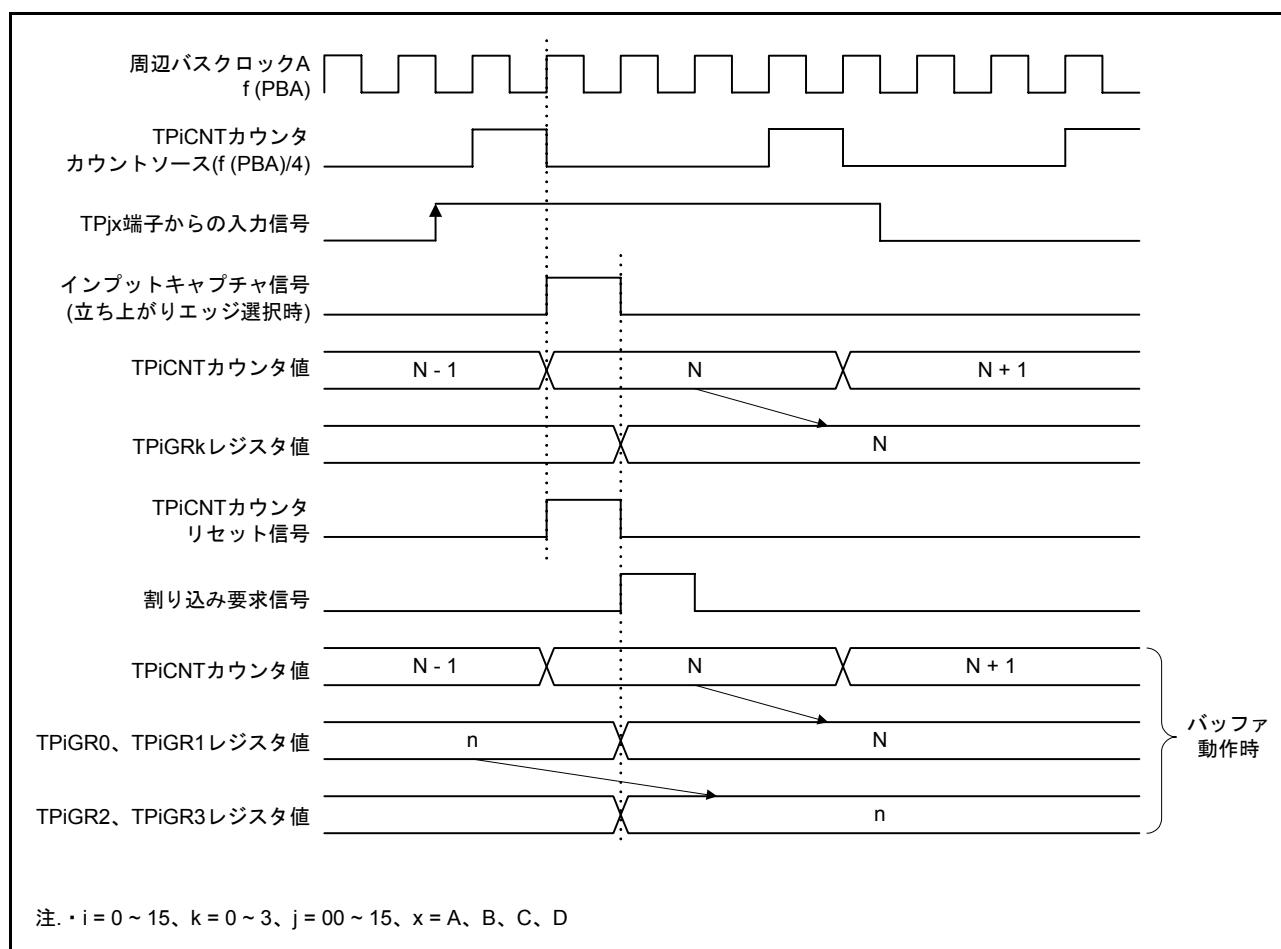 周辺バスクロックA
f (PBA)
TPiCNTカウンタ
カウントソース(f (PBA)/4)
TPjx端子からの入力信号
インプットキャプチャ信号
(立ち上がりエッジ選択時)
TPiCNTカウンタ値
N - 1
N
N + 1
TPiGRkレジスタ値
N
TPiCNTカウンタ
リセット信号
割り込み要求信号
TPiCNTカウンタ値
N - 1
N
N + 1
TPiGR0、TPiGR1レジスタ値
n
N
TPiGR2、TPiGR3レジスタ値
n
バッファ
動作時
注.・i = 0 ~ 15、k = 0 ~ 3、j = 00 ~ 15、x = A、B、C、D